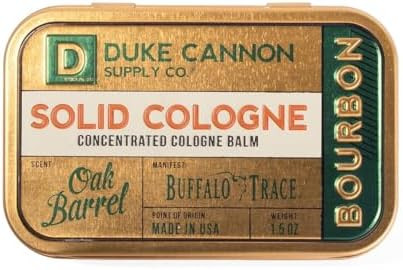 D
DUKE CANNON
SUPPLY CO.
SOLID COLOGNE
CONCENTRATED COLOGNE BALM
SCENT:
Oak
Barrel
MANIFEST:
BUFFALO TRACE
POINT OF ORIGIN:
MADE IN USA
WEIGHT:
1.5 OZ
BOURBON